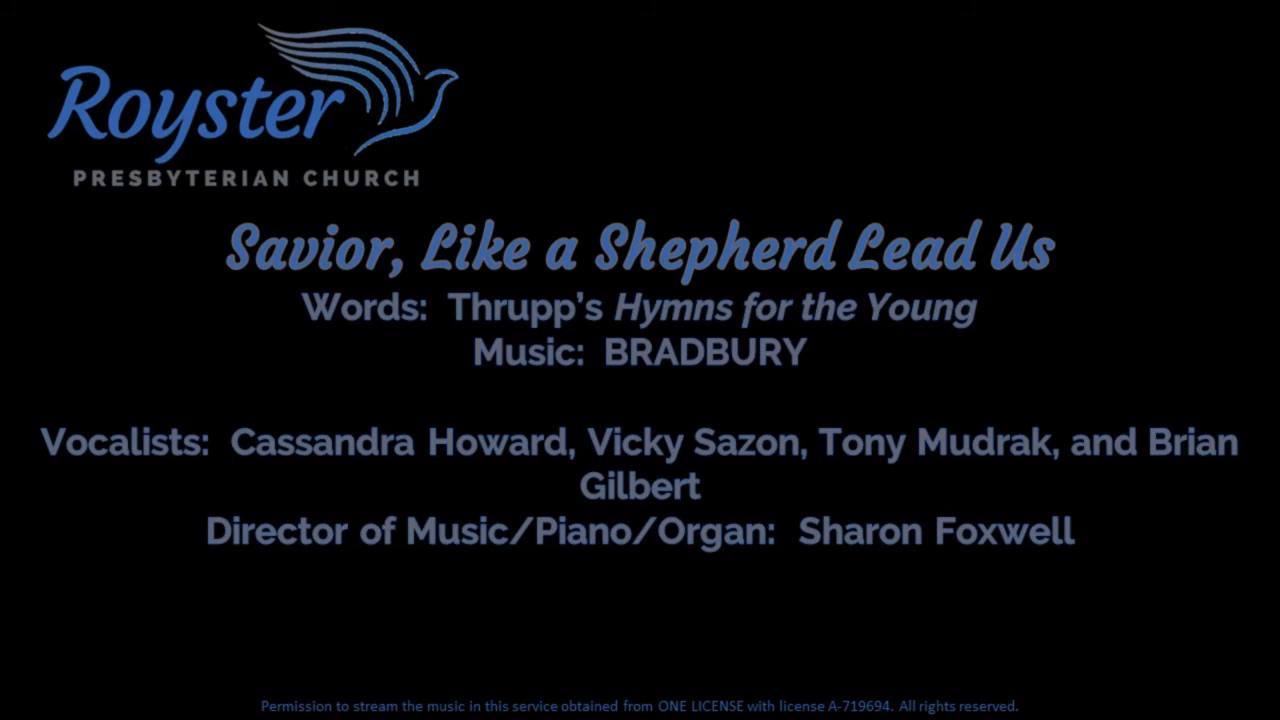 Royster
PRESBYTERIAN CHURCH
Savior, Like a Shepherd Lead Us
Words:  Thrupp’s Hymns for the Young
Music:  BRADBURY
Vocalists:  Cassandra Howard, Vicky Sazon, Tony Mudrak, and Brian
Gilbert
Director of Music/Piano/Organ:  Sharon Foxwell
Permission to stream the music in this service obtained from ONE LICENSE with license A-719694. All rights reserved.